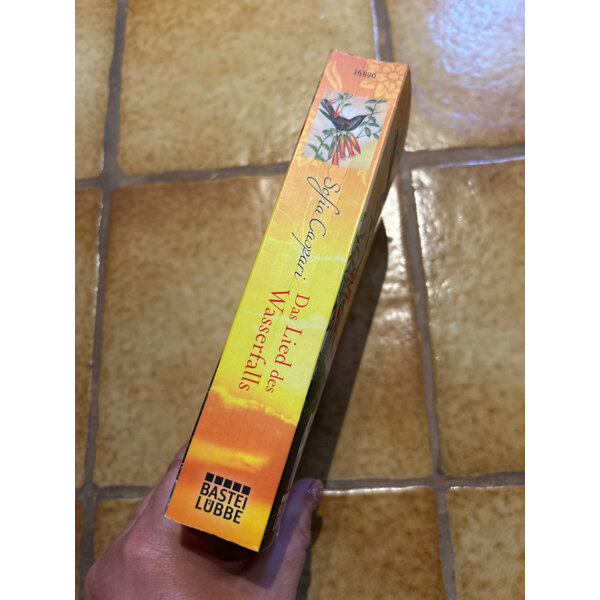 16890
Sofia Caspari
Das Lied des
Wasserfalls
BASTEI
LÜBBE